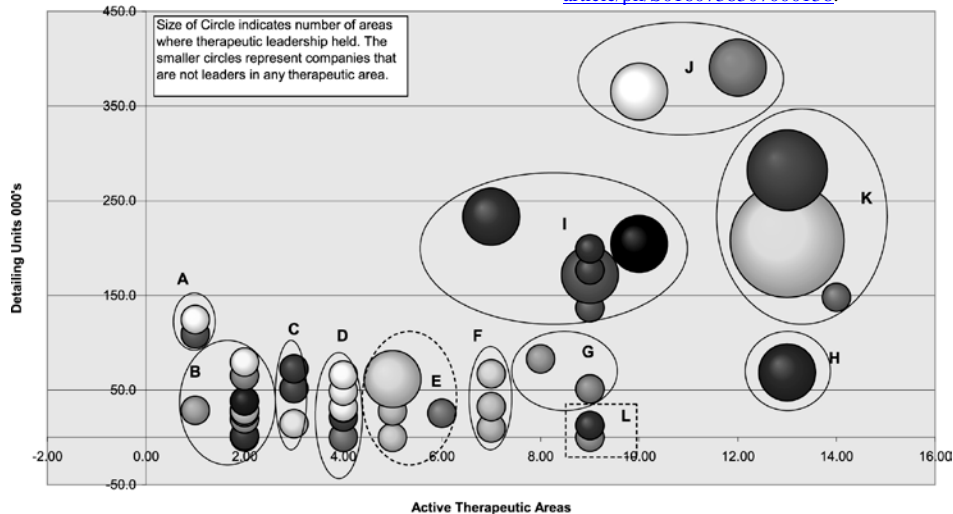 450.0
Size of Circle indicates number of areas
where therapeutic leadership held. The
smaller circles represent companies that
are not leaders in any therapeutic area.
J
350.0
Detailing Units 000's
250.0
K
I
150.0
A
C
D
F
G
H
B
E
50.0
L
-2.00 0.00 2.00 4.00 6.00 8.00 10.00 12.00 14.00 16.00
-50.0
Active Therapeutic Areas